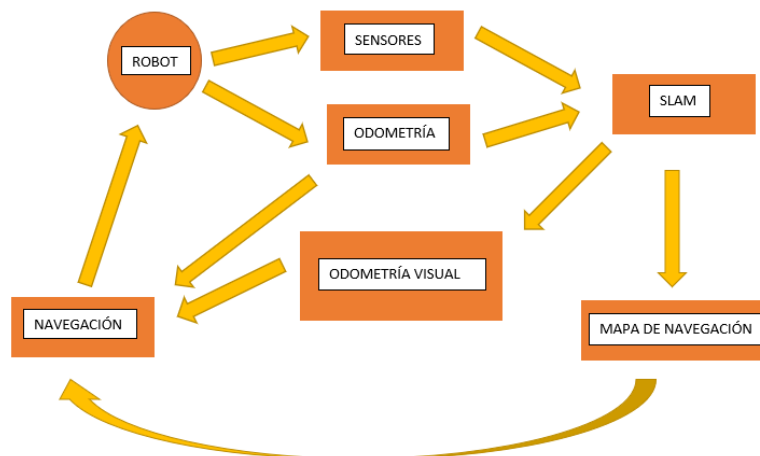 SENSORES
ROBOT
SLAM
ODOMETRÍA
ODOMETRÍA VISUAL
NAVEGACIÓN
MAPA DE NAVEGACIÓN